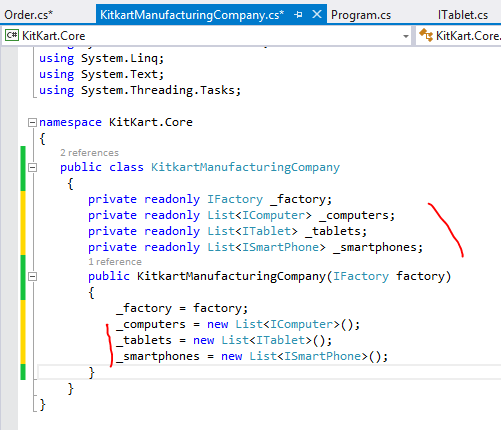 Order.cs*
KitkartManufacturingCompany.cs*
Program.cs
ITablet.cs
C# KitKart.Core
KitKart.Core.
using System.Linq;
using System.Text;
using System.Threading.Tasks;
namespace KitKart.Core
{
2 references
public class KitkartManufacturingCompany
{
private readonly IFactory _factory;
private readonly List<IComputer> _computers;
private readonly List<ITablet> _tablets;
private readonly List<ISmartPhone> _smartphones;
1 reference
public KitkartManufacturingCompany(IFactory factory)
{
_factory = factory;
_computers = new List<IComputer>();
_tablets = new List<ITablet>();
_smartphones = new List<ISmartPhone>();
}
}
}